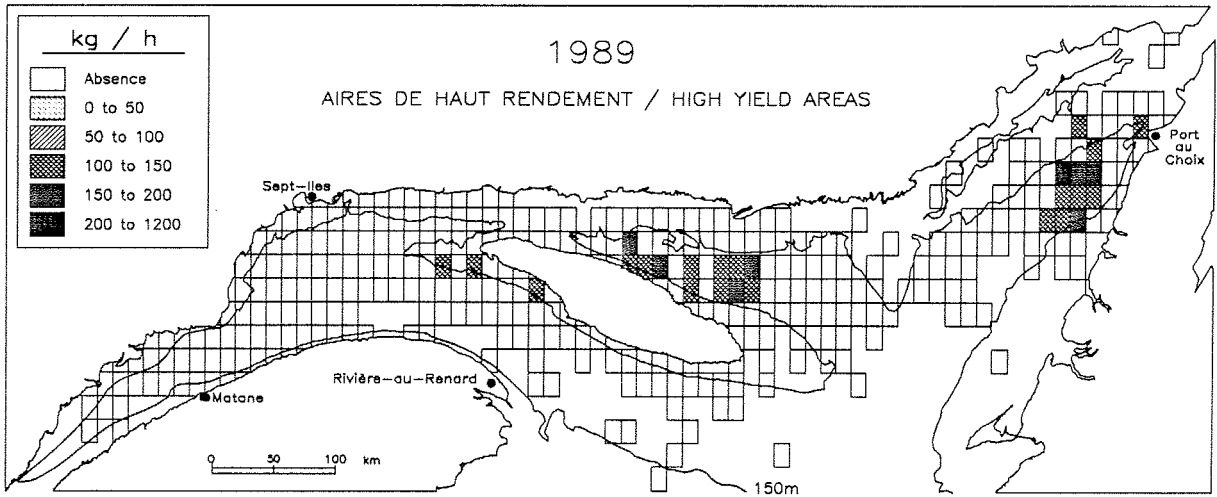 kg / h
Absence
0 to 50
50 to 100
100 to 150
150 to 200
200 to 1200
1989
AIRES DE HAUT RENDEMENT / HIGH YIELD AREAS
Sept-Iles
Port
au
Choix
Rivière-au-Renard
Matane
0 50 100 km
150m